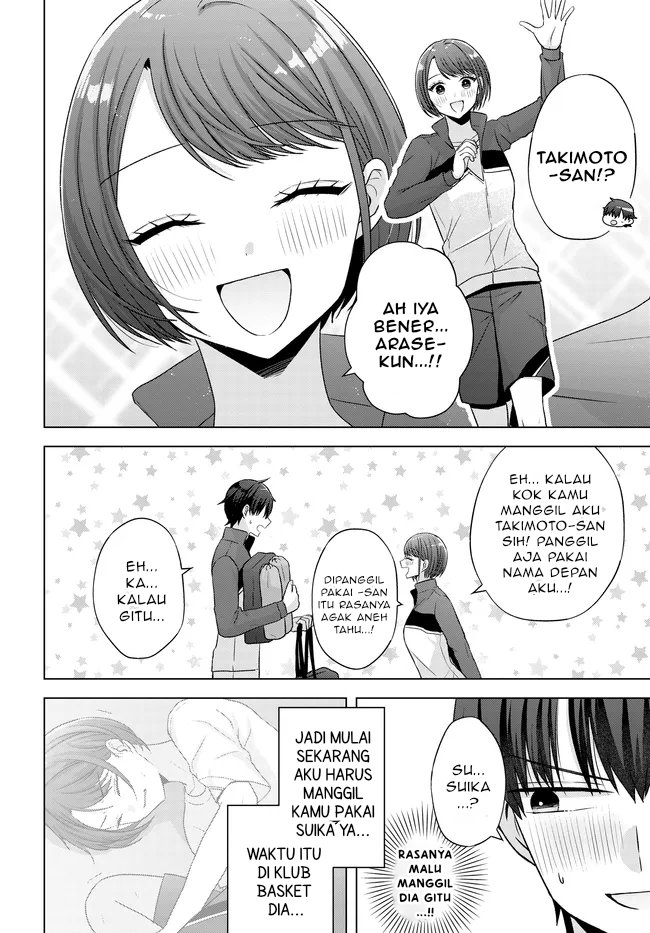 TAKIMOTO
-SAN!?
AH IYA
BENER...
ARASE-
KUN...!!
EH... KALAU
KOK KAMU
MANGGIL AKU
TAKIMOTO-SAN
SIH! PANGGIL
AJA PAKAI
NAMA DEPAN
AKU...!
DIPANGGIL
PAKAI -SAN
ITU RASANYA
AGAK ANEH
TAHU...!
EH...
KA...
KALAU
GITU...
SU...
SUIKA
...?
RASANYA
MALU
MANGGIL
DIA GITU
...!!
JADI MULAI
SEKARANG
AKU HARUS
MANGGIL
KAMU PAKAI
SUIKA YA...
WAKTU ITU
DI KLUB
BASKET
DIA...